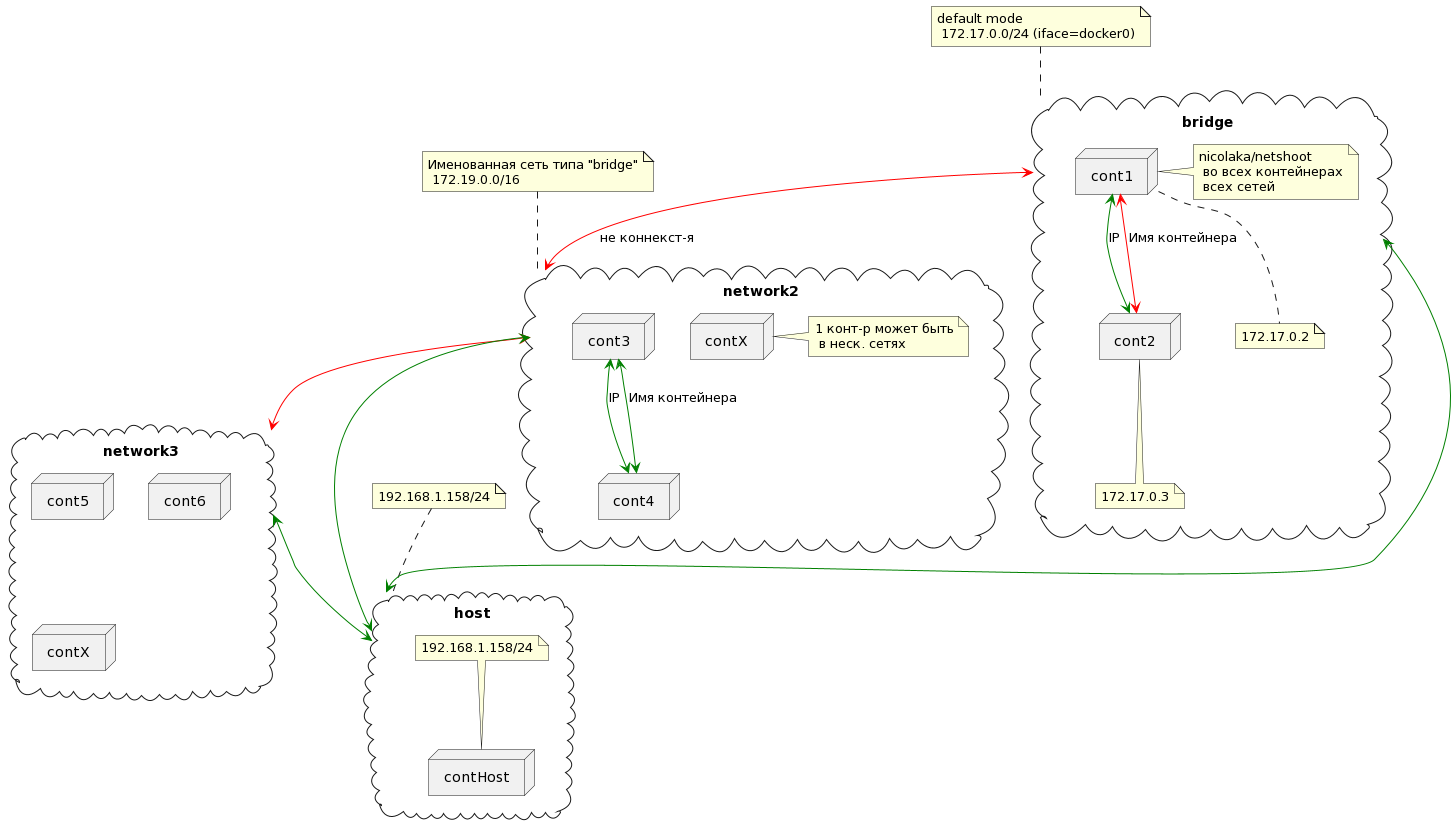 default mode
172.17.0.0/24 (iface=docker0)
bridge
cont1
nicolaka/netshoot
во всех контейнерах
всех сетей
Именованная сеть типа "bridge"
172.19.0.0/16
не коннекст-я
IP
Имя контейнера
network2
cont3
contX
1 конт-р может быть
в неск. сетях
cont2
172.17.0.2
IP
Имя контейнера
network3
cont5
cont6
192.168.1.158/24
cont4
172.17.0.3
host
192.168.1.158/24
contX
contHost